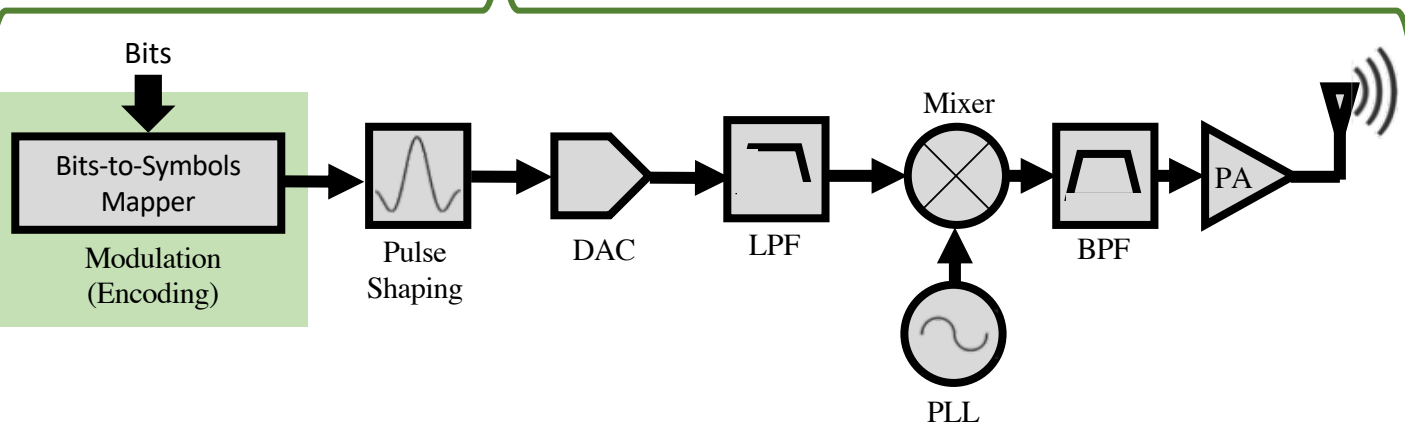 Bits
Bits-to-Symbols
Mapper
Modulation
(Encoding)
Pulse
Shaping
DAC
LPF
Mixer
PLL
BPF
PA